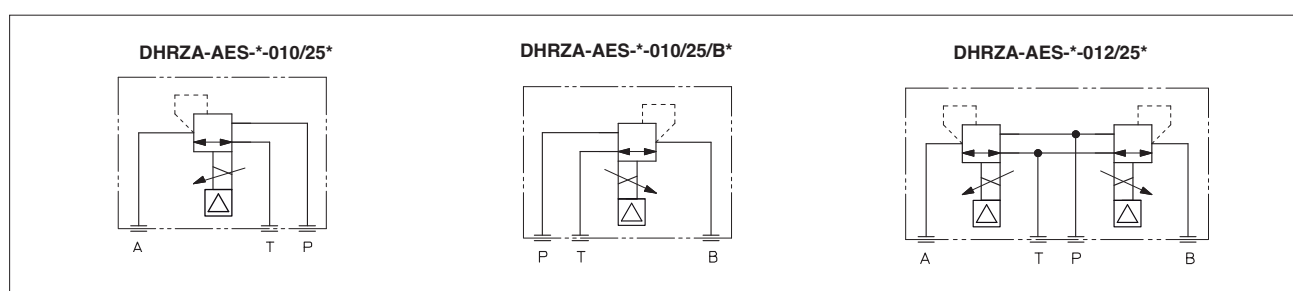 DHRZA-AES-*-010/25* DHRZA-AES-*-010/25/B* DHRZA-AES-*-012/25*
A T P P T B A T P B